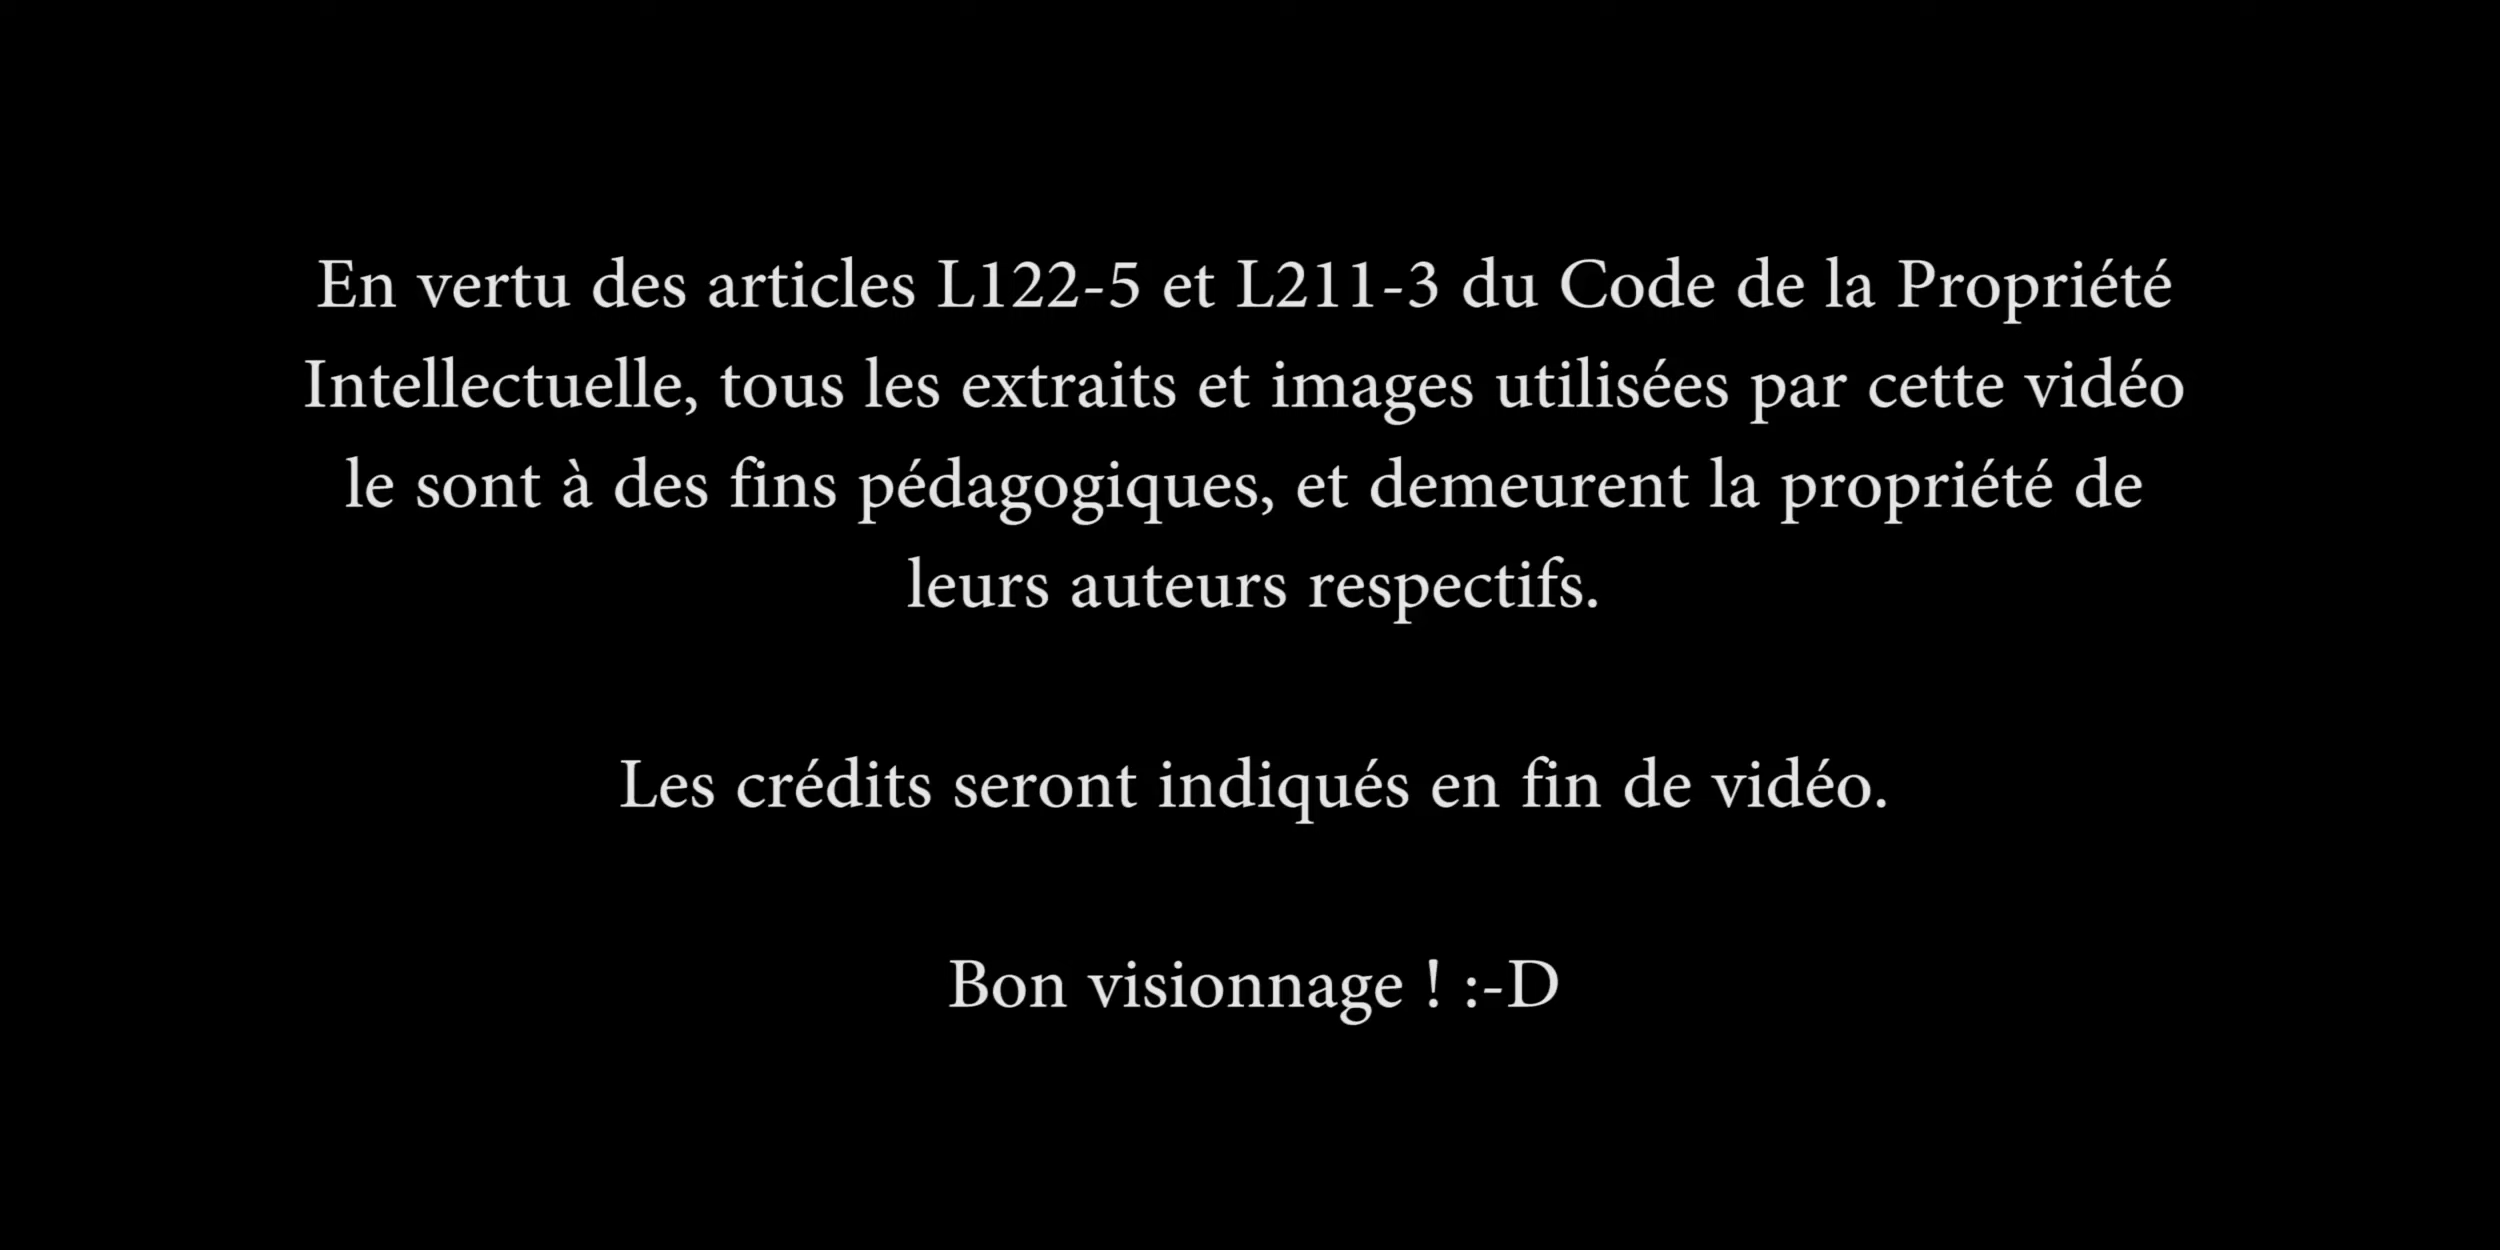 En vertu des articles L122-5 et L211-3 du Code de la Propriété
Intellectuelle, tous les extraits et images utilisées par cette vidéo
le sont à des fins pédagogiques, et demeurent la propriété de
leurs auteurs respectifs.
Les crédits seront indiqués en fin de vidéo.
Bon visionnage ! :-D